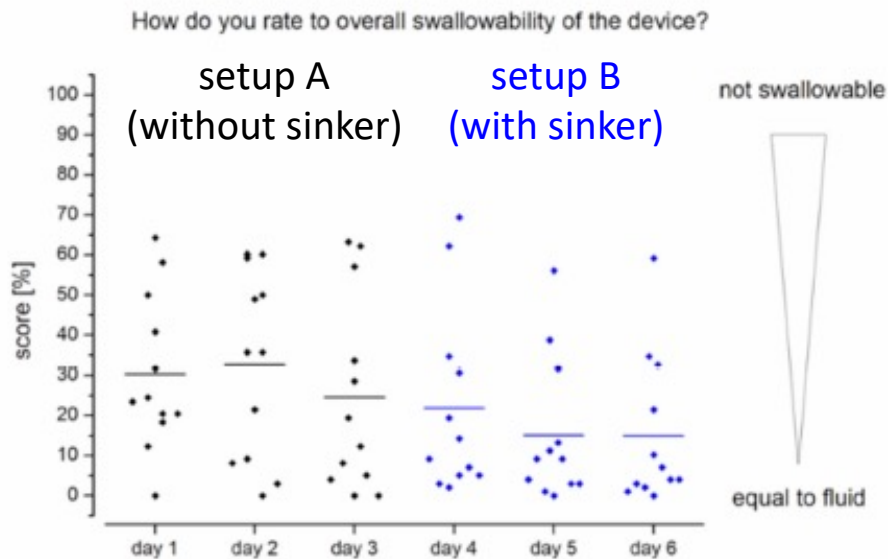 How do you rate to overall swallowability of the device?
setup A
(without sinker)
setup B
(with sinker)
not swallowable
equal to fluid
score [%]
100
90
80
70
60
50
40
30
20
10
0
day 1 day 2 day 3 day 4 day 5 day 6